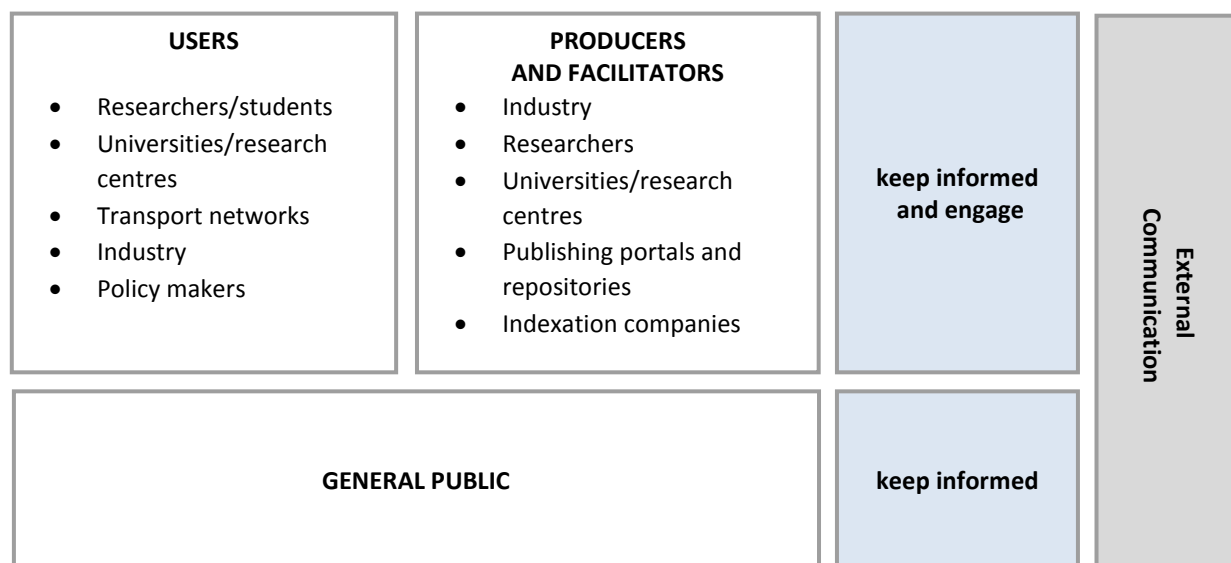 USERS
• Researchers/students
• Universities/research
centres
• Transport networks
• Industry
• Policy makers
PRODUCERS
AND FACILITATORS
• Industry
• Researchers
• Universities/research
centres
• Publishing portals and
repositories
• Indexation companies
keep informed
and engage
External
Communication
GENERAL PUBLIC
keep informed